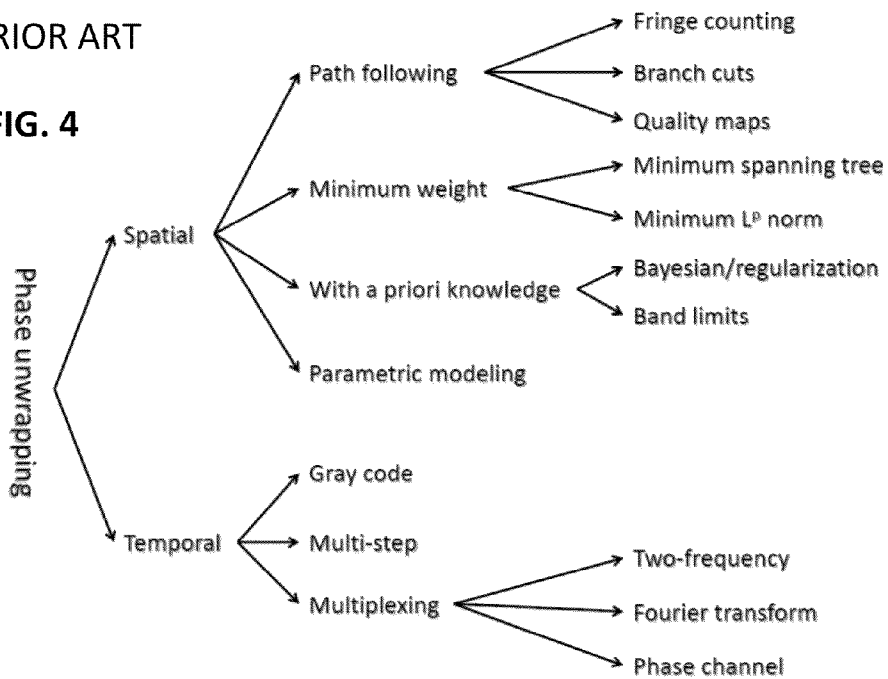 RIOR ART
FIG. 4
Phase unwrapping
Spatial
Path following
Fringe counting
Branch cuts
Quality maps
Minimum weight
Minimum spanning tree
Minimum Lᵖ norm
With a priori knowledge
Bayesian/regularization
Band limits
Parametric modeling
Temporal
Gray code
Multi-step
Multiplexing
Two-frequency
Fourier transform
Phase channel